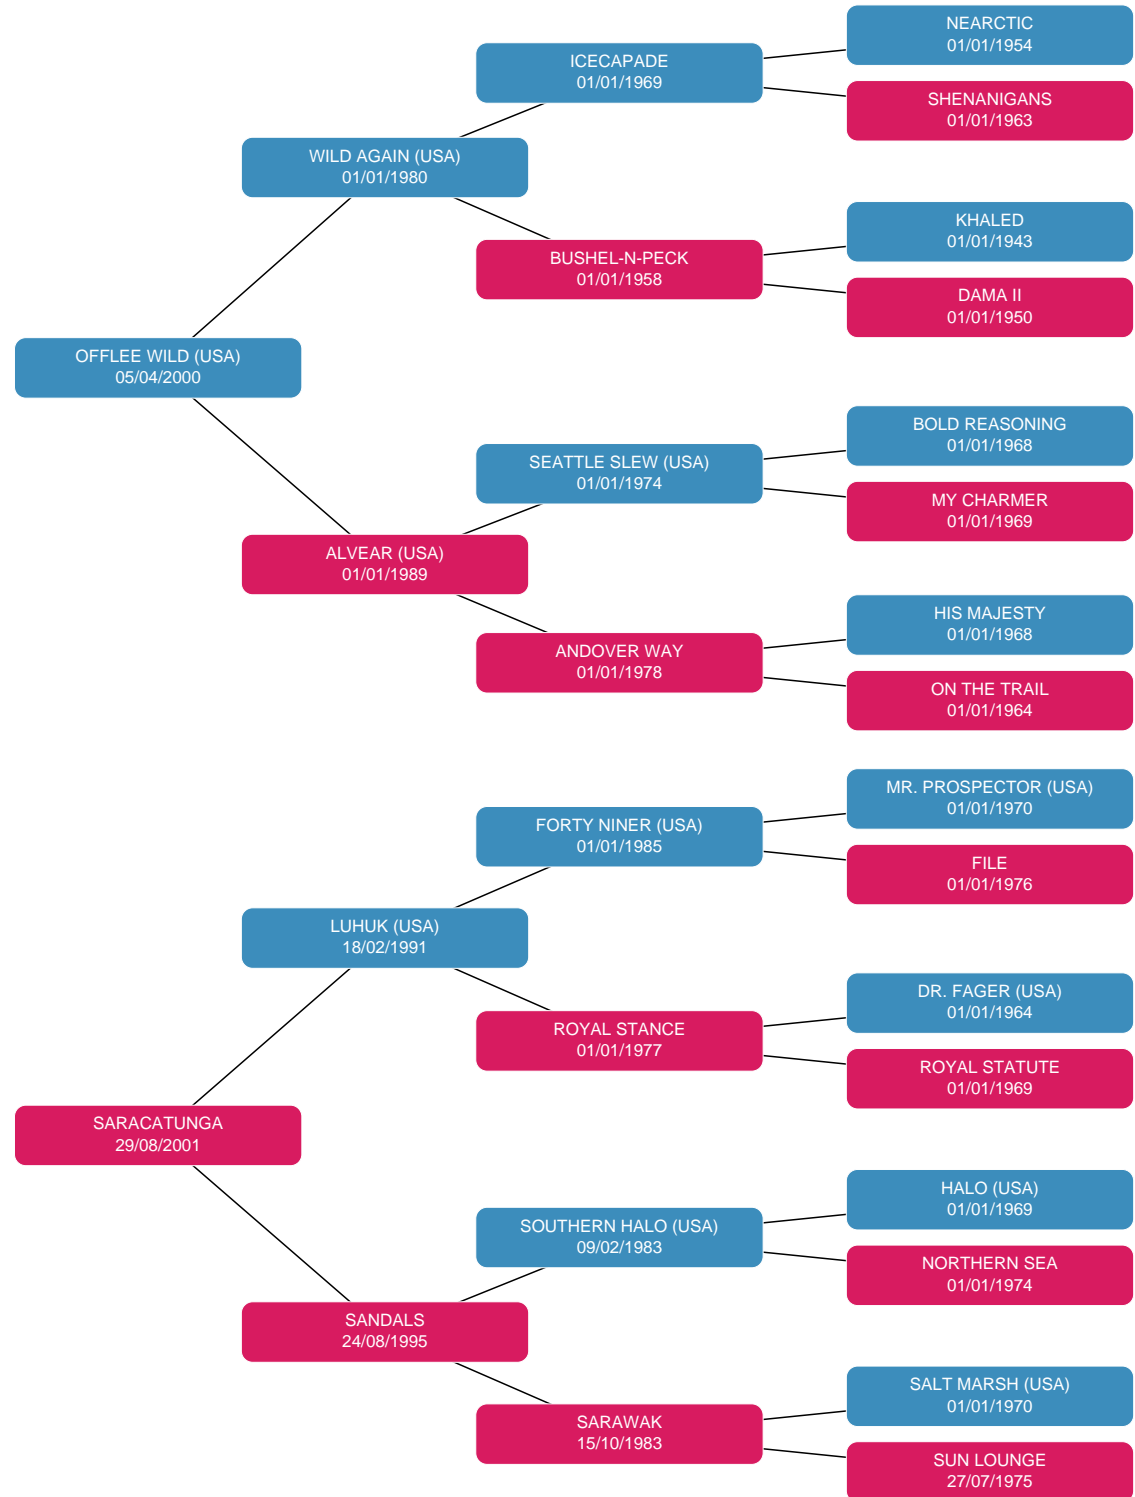 NEARCTIC
01/01/1954
ICECAPADE
01/01/1969
SHENANIGANS
01/01/1963
WILD AGAIN (USA)
01/01/1980
KHALED
01/01/1943
BUSHEL-N-PECK
01/01/1958
DAMA II
01/01/1950
OFFLEE WILD (USA)
05/04/2000
BOLD REASONING
01/01/1968
SEATTLE SLEW (USA)
01/01/1974
MY CHARMER
01/01/1969
ALVEAR (USA)
01/01/1989
HIS MAJESTY
01/01/1968
ANDOVER WAY
01/01/1978
ON THE TRAIL
01/01/1964
MR. PROSPECTOR (USA)
01/01/1970
FORTY NINER (USA)
01/01/1985
FILE
01/01/1976
LUHUK (USA)
18/02/1991
DR. FAGER (USA)
01/01/1964
ROYAL STANCE
01/01/1977
ROYAL STATUTE
01/01/1969
SARACATUNGA
29/08/2001
HALO (USA)
01/01/1969
SOUTHERN HALO (USA)
09/02/1983
NORTHERN SEA
01/01/1974
SANDALS
24/08/1995
SALT MARSH (USA)
01/01/1970
SARAWAK
15/10/1983
SUN LOUNGE
27/07/1975